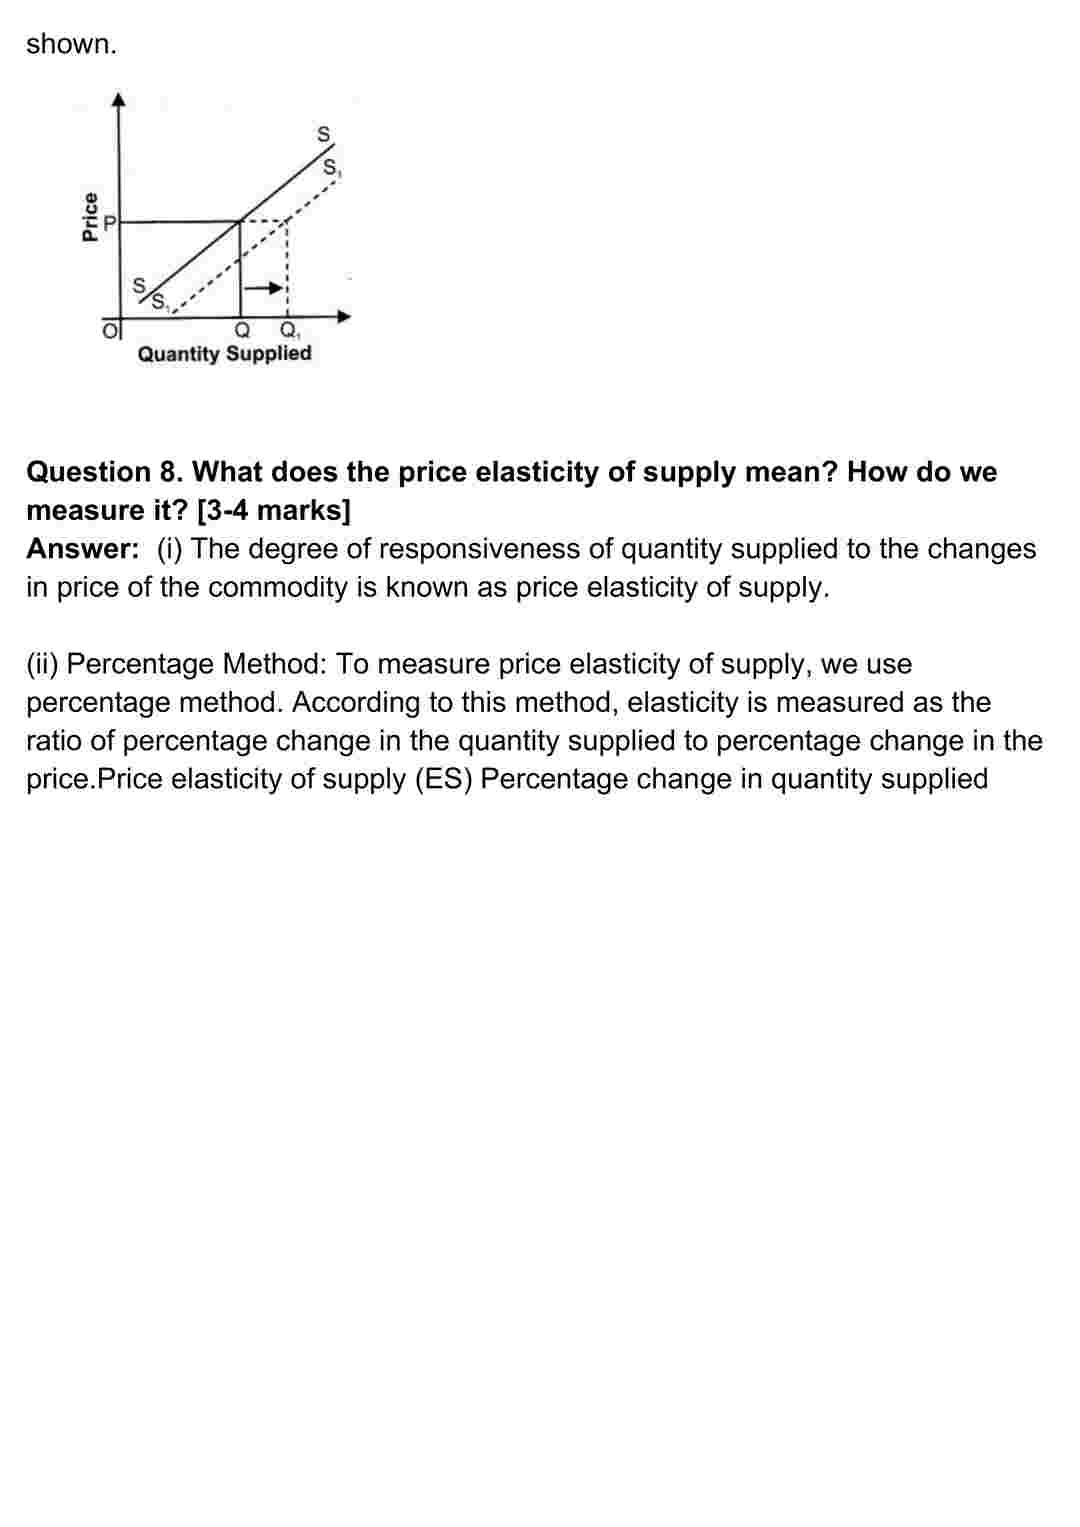 shown.
S
S₁
Price
P
S
S₁
O
Q Q₁
Quantity Supplied
Question 8. What does the price elasticity of supply mean? How do we
measure it? [3-4 marks]
Answer:  (i) The degree of responsiveness of quantity supplied to the changes
in price of the commodity is known as price elasticity of supply.
(ii) Percentage Method: To measure price elasticity of supply, we use
percentage method. According to this method, elasticity is measured as the
ratio of percentage change in the quantity supplied to percentage change in the
price.Price elasticity of supply (ES) Percentage change in quantity supplied